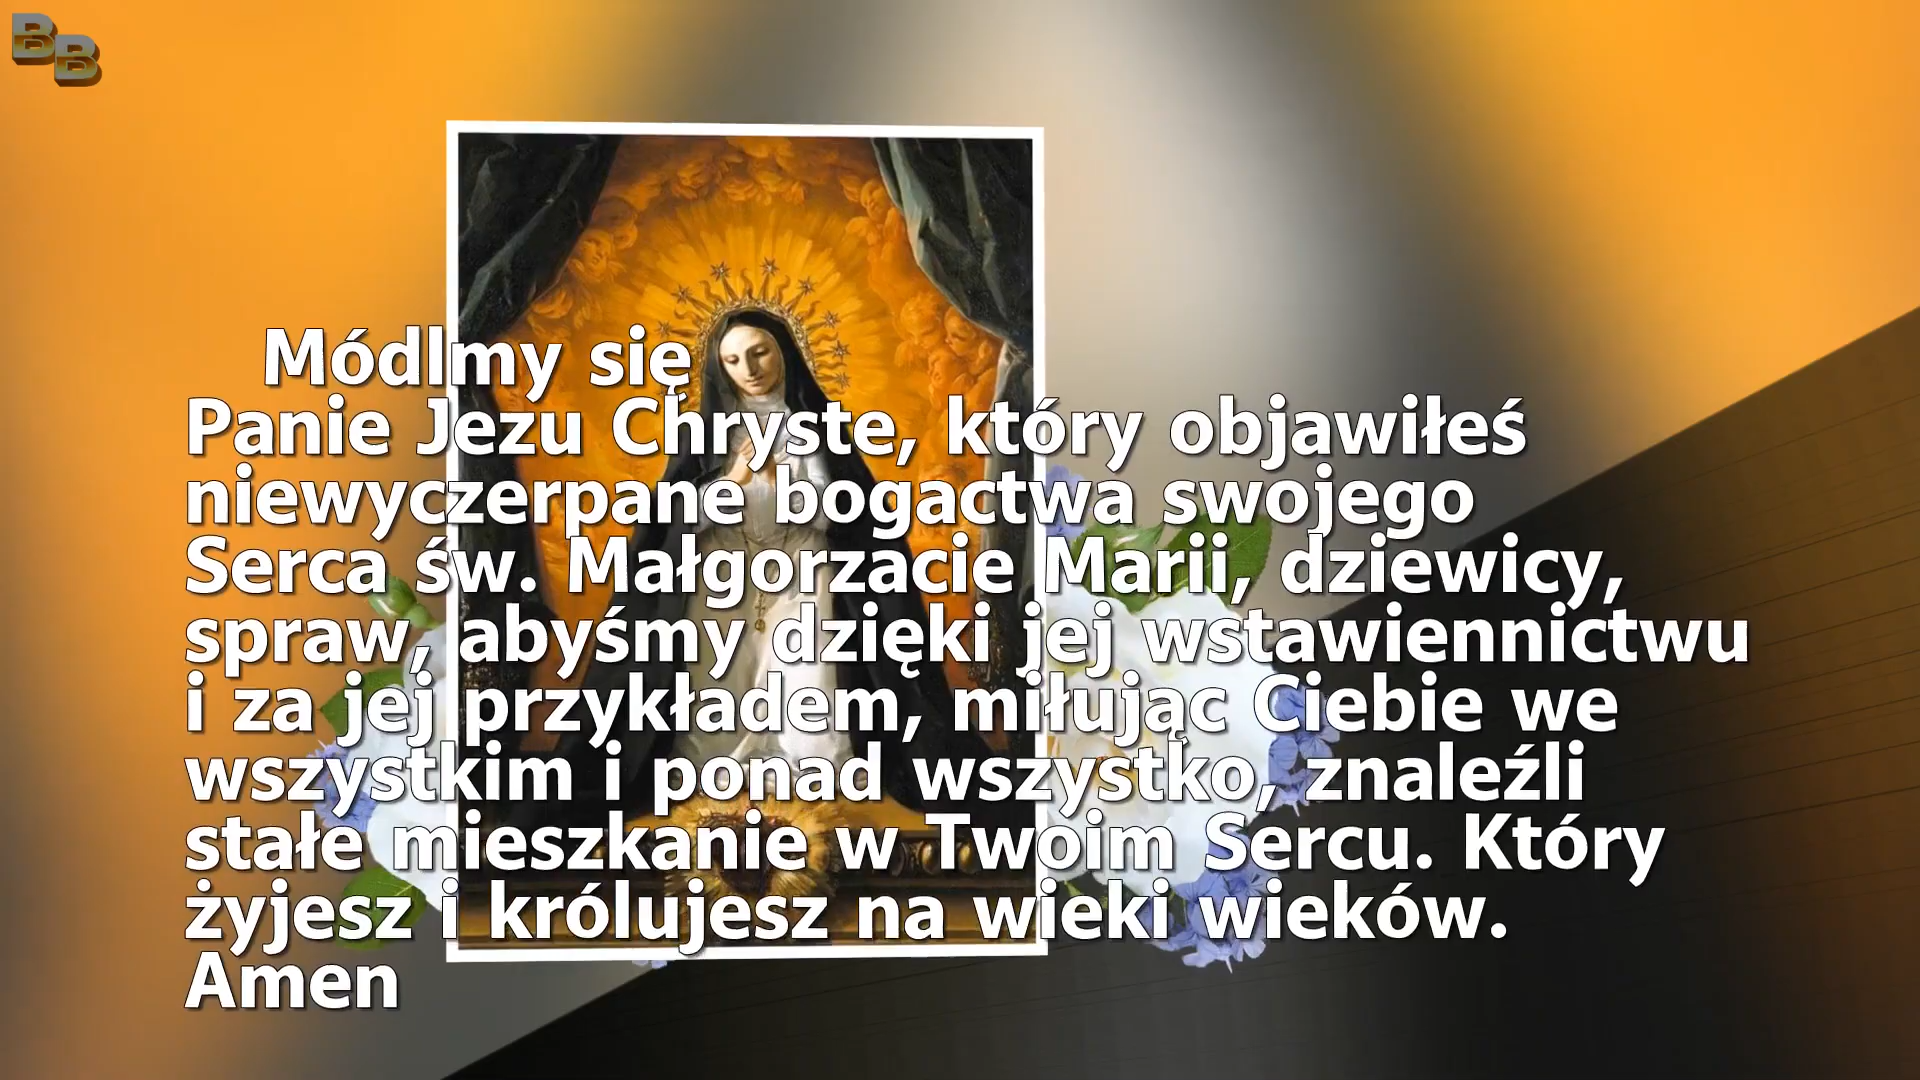 BB
Módlmy się
Panie Jezu Chryste, który objawiłeś
niewyczerpane bogactwa swojego
Serca św. Małgorzacie Marii, dziewicy,
spraw, abyśmy dzięki jej wstawiennictwu
i za jej przykładem, miłując Ciebie we
wszystkim i ponad wszystko, znaleźli
stałe mieszkanie w Twoim Sercu. Który
żyjesz i królujesz na wieki wieków.
Amen